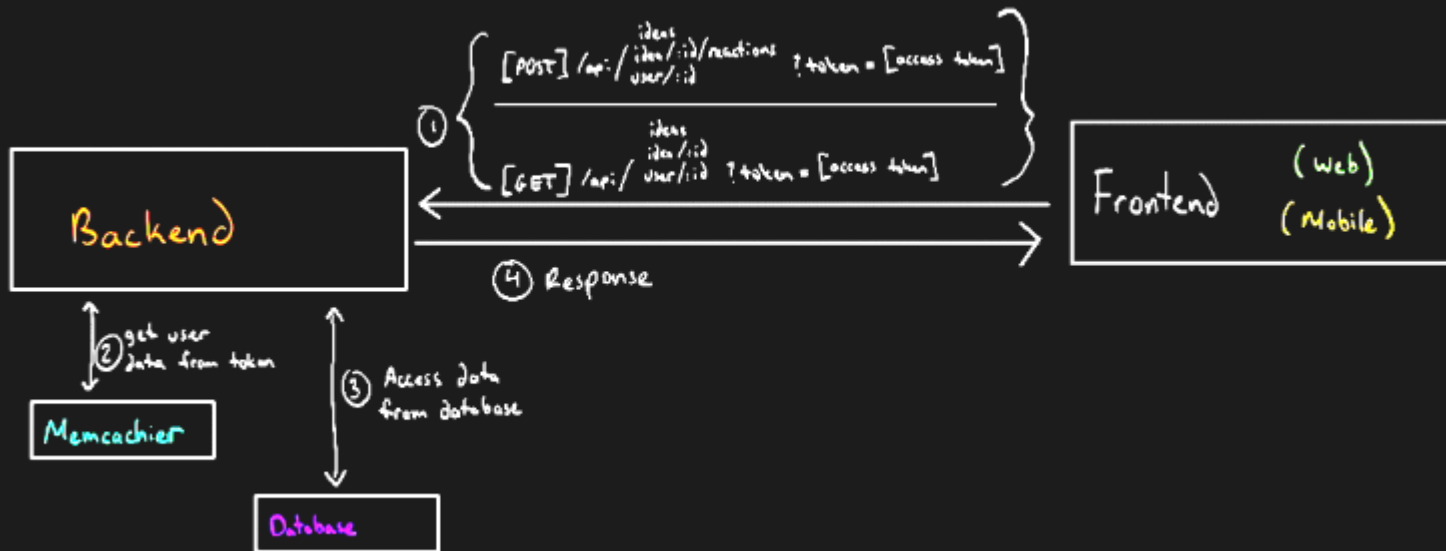 ideas
[POST] /api/ idea/:id/reactions ? token = [access token]
user/:id
①
ideas
idea/:id
[GET] /api/ user/:id ? token = [access token]
Backend
Frontend
(Web)
(Mobile)
④ Response
② get user
data from token
③ Access data
from database
Memcachier
Database